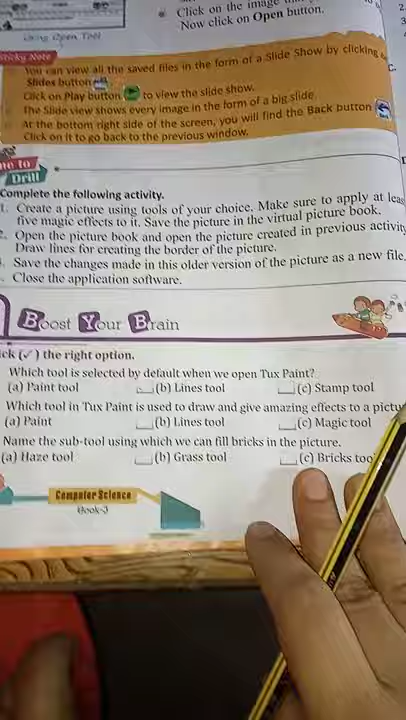 Click on the image
Now click on Open button.
Using Open Tool
Sticky Note
You can view all the saved files in the form of a Slide Show by clicking
Slides button
Click on Play button to view the slide show.
The Slide view shows every image in the form of a big slide.
At the bottom right side of the screen, you will find the Back button
Click on it to go back to the previous window.
to
Drill
Complete the following activity.
1. Create a picture using tools of your choice. Make sure to apply at
five magic effects to it. Save the picture in the virtual picture book.
2. Open the picture book and open the picture created in previous
Draw lines for creating the border of the picture.
Save the changes made in this older version of the picture as a new file.
Close the application software.
Boost Your Brain
(✓) the right option.
Which tool is selected by default when we open Tux Paint?
(a) Paint tool (b) Lines tool (c) Stamp tool
Which tool in Tux Paint is used to draw and give amazing effects to a
(a) Paint (b) Lines tool (c) Magic tool
Name the sub-tool using which we can fill bricks in the picture.
(a) Haze tool (b) Grass tool (c) Bricks
Computer Science
Book-3